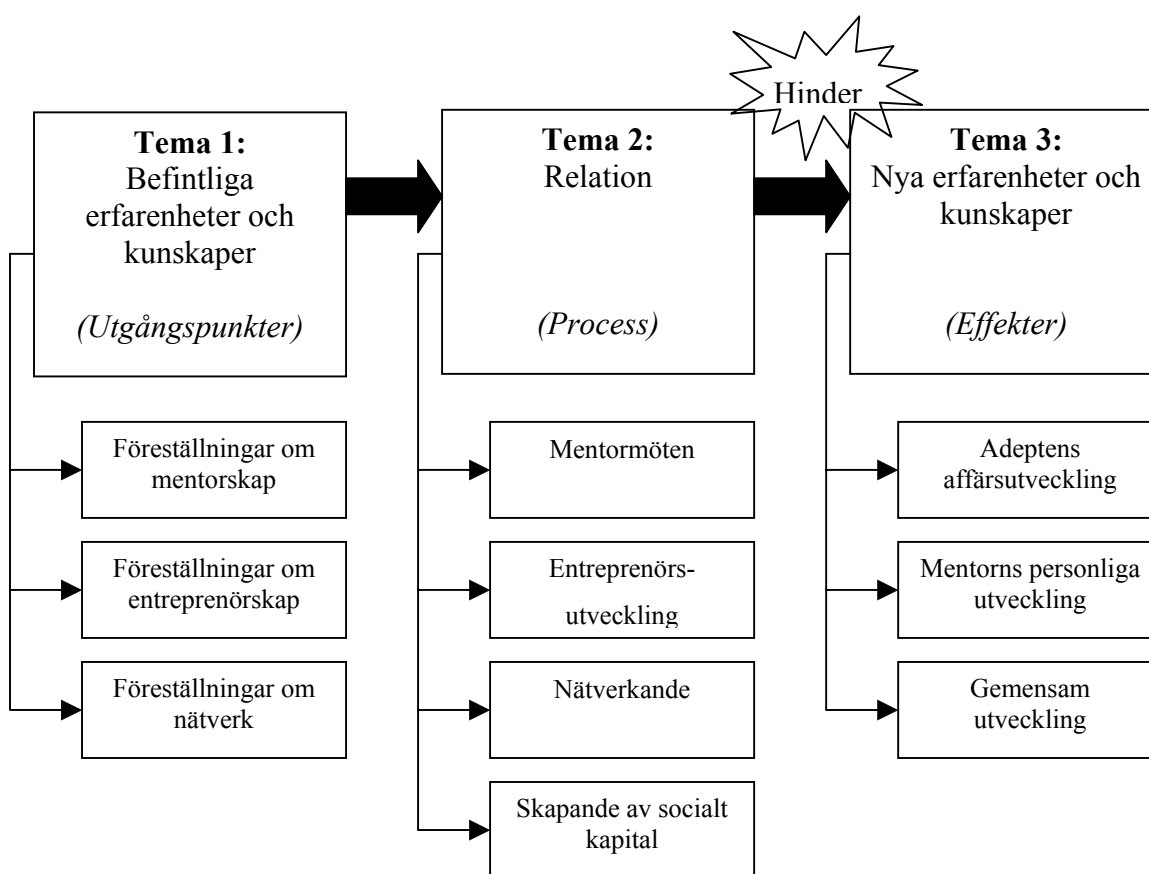 Hinder
Tema 1:
Befintliga
erfarenheter och
kunskaper
(Utgångspunkter)
Tema 2:
Relation
(Process)
Tema 3:
Nya erfarenheter och
kunskaper
(Effekter)
Föreställningar om
mentorskap
Föreställningar om
entreprenörskap
Föreställningar om
nätverk
Mentormöten
Entreprenörs-
utveckling
Nätverkande
Skapande av socialt
kapital
Adeptens
affärsutveckling
Mentorns personliga
utveckling
Gemensam
utveckling